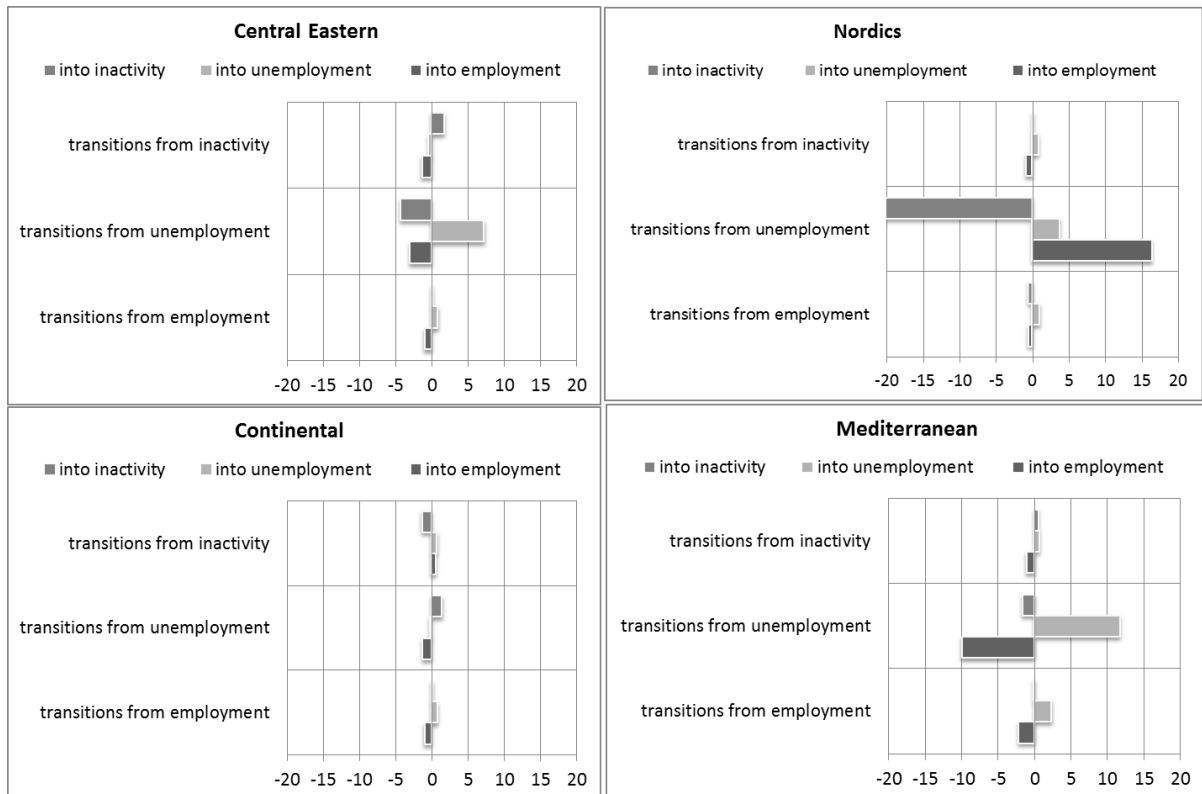 Central Eastern
into inactivity into unemployment into employment
transitions from inactivity
transitions from unemployment
transitions from employment
-20 -15 -10 -5 0 5 10 15 20
Nordics
into inactivity into unemployment into employment
transitions from inactivity
transitions from unemployment
transitions from employment
-20 -15 -10 -5 0 5 10 15 20
Continental
into inactivity into unemployment into employment
transitions from inactivity
transitions from unemployment
transitions from employment
-20 -15 -10 -5 0 5 10 15 20
Mediterranean
into inactivity into unemployment into employment
transitions from inactivity
transitions from unemployment
transitions from employment
-20 -15 -10 -5 0 5 10 15 20